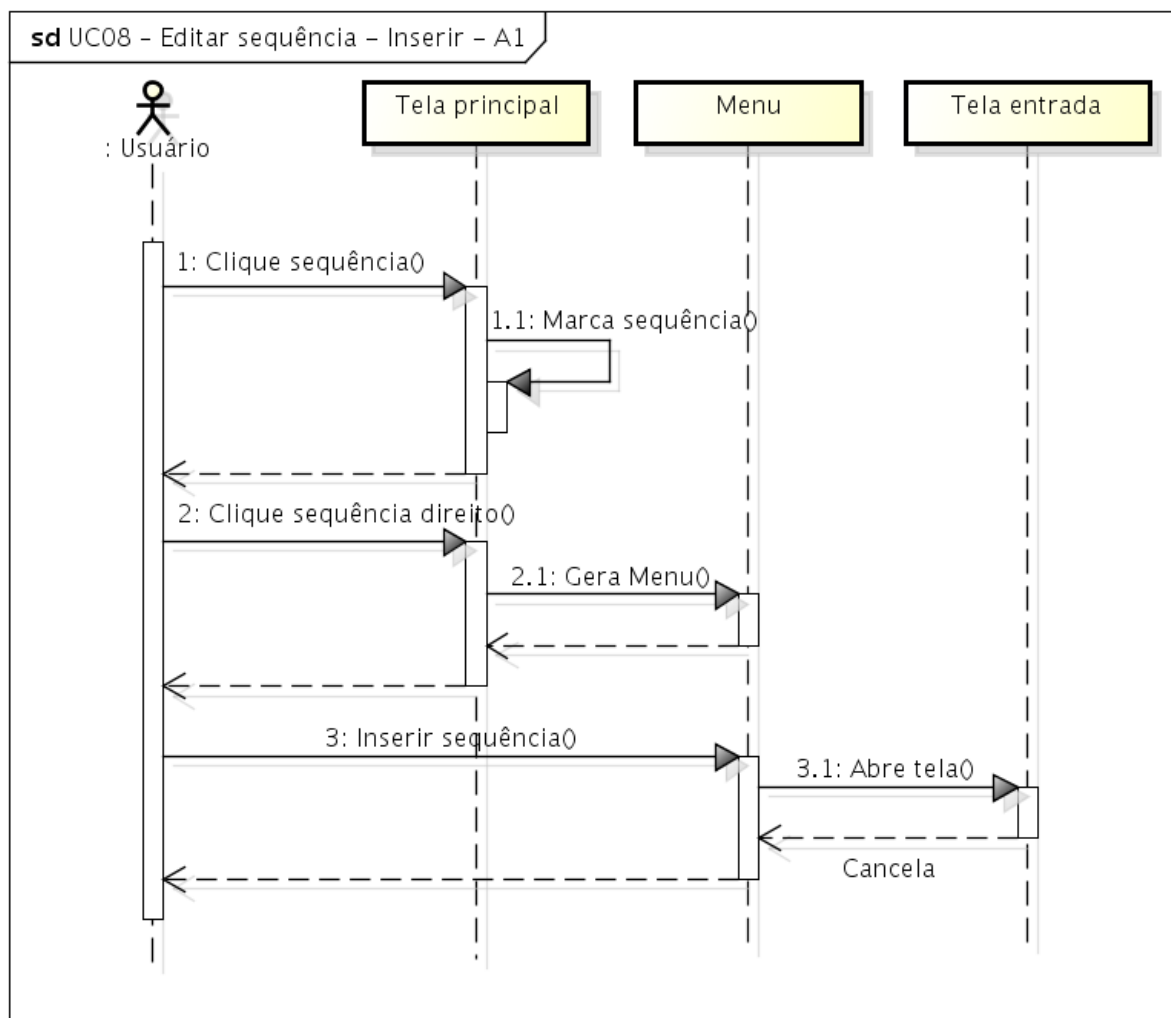 sd UC08 – Editar sequência – Inserir – A1
Tela principal
Menu
Tela entrada
: Usuário
1: Clique sequência()
1.1: Marca sequência()
2: Clique sequência direito()
2.1: Gera Menu()
3: Inserir sequência()
3.1: Abre tela()
Cancela